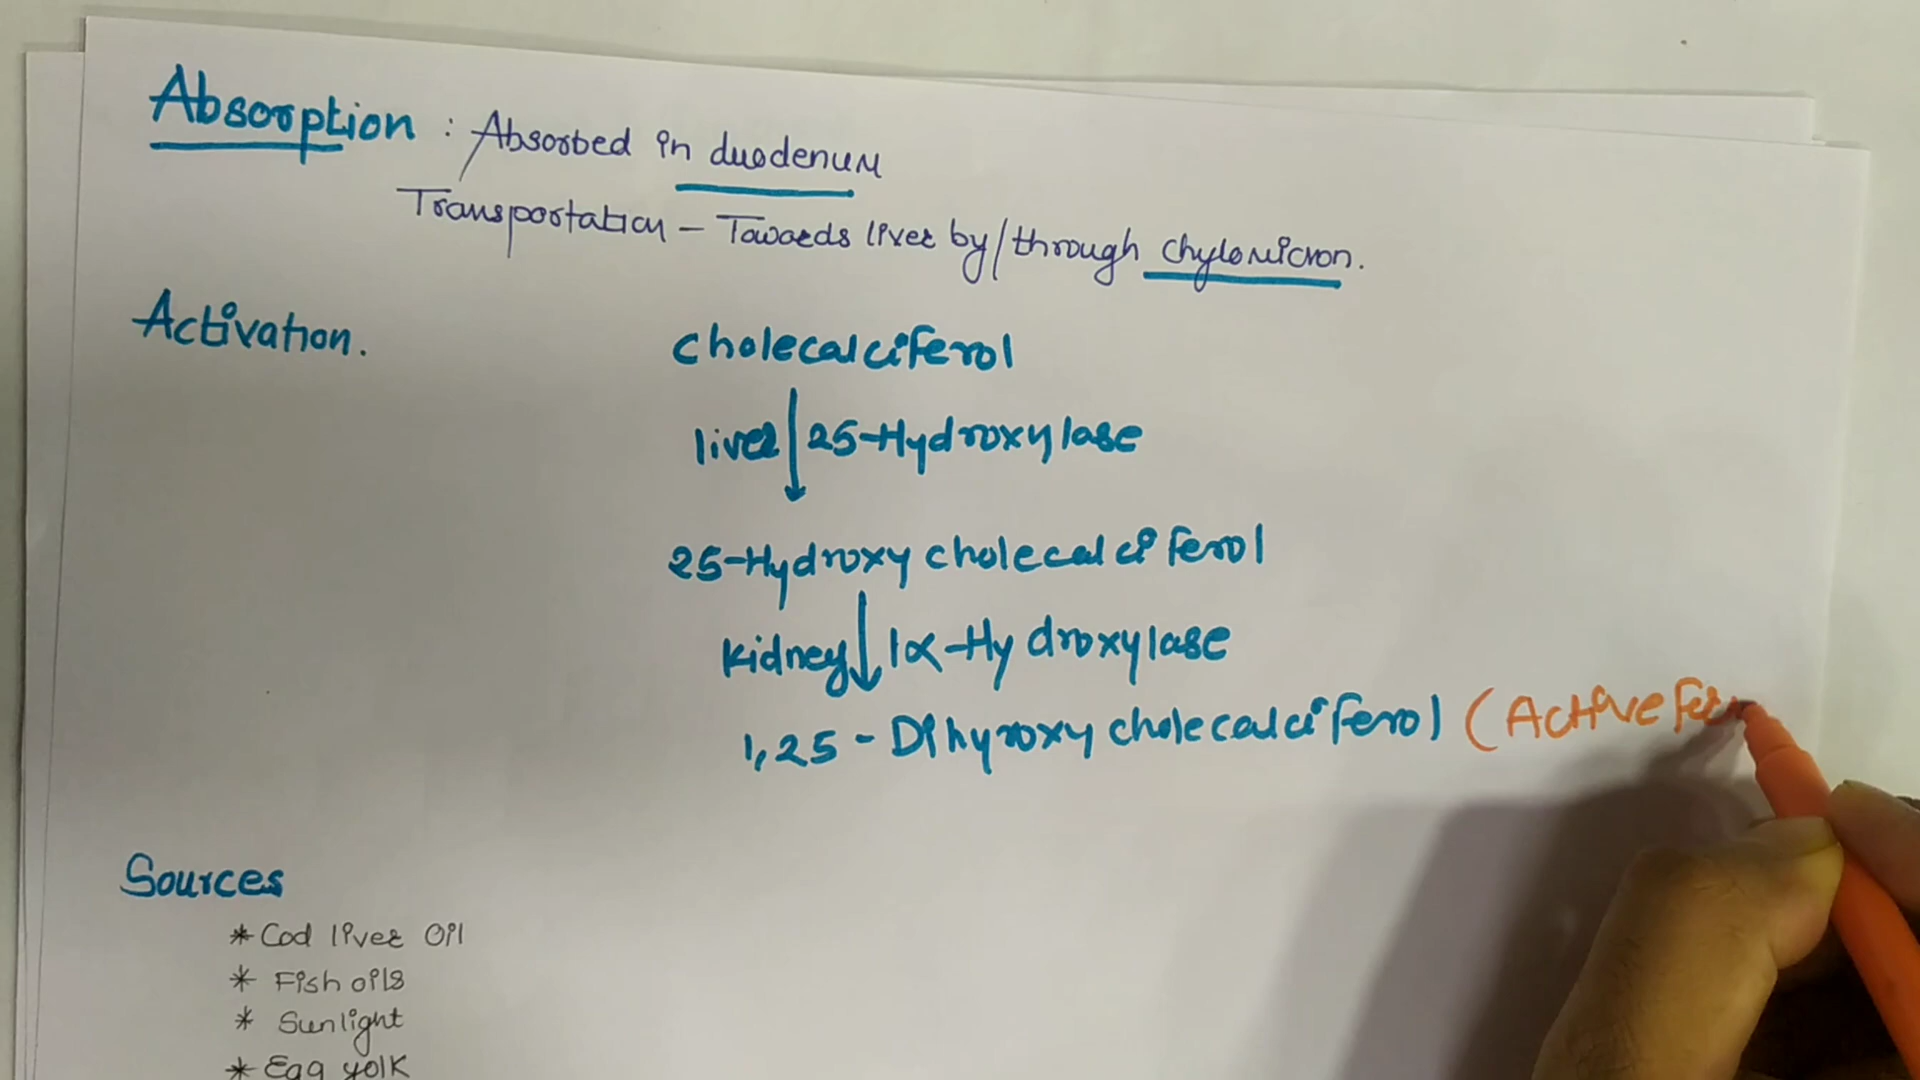 Absorption : Absorbed in duodenum
Transportation - Towards liver by/through chylomicron.
Activation.
cholecalciferol
liver 25-Hydroxylase
25-Hydroxy cholecalciferol
Kidney 1α-Hydroxylase
1,25 - Dihyroxy cholecalciferol (Active
Sources
* Cod liver oil
* Fish oils
* Sunlight
* Egg yolk